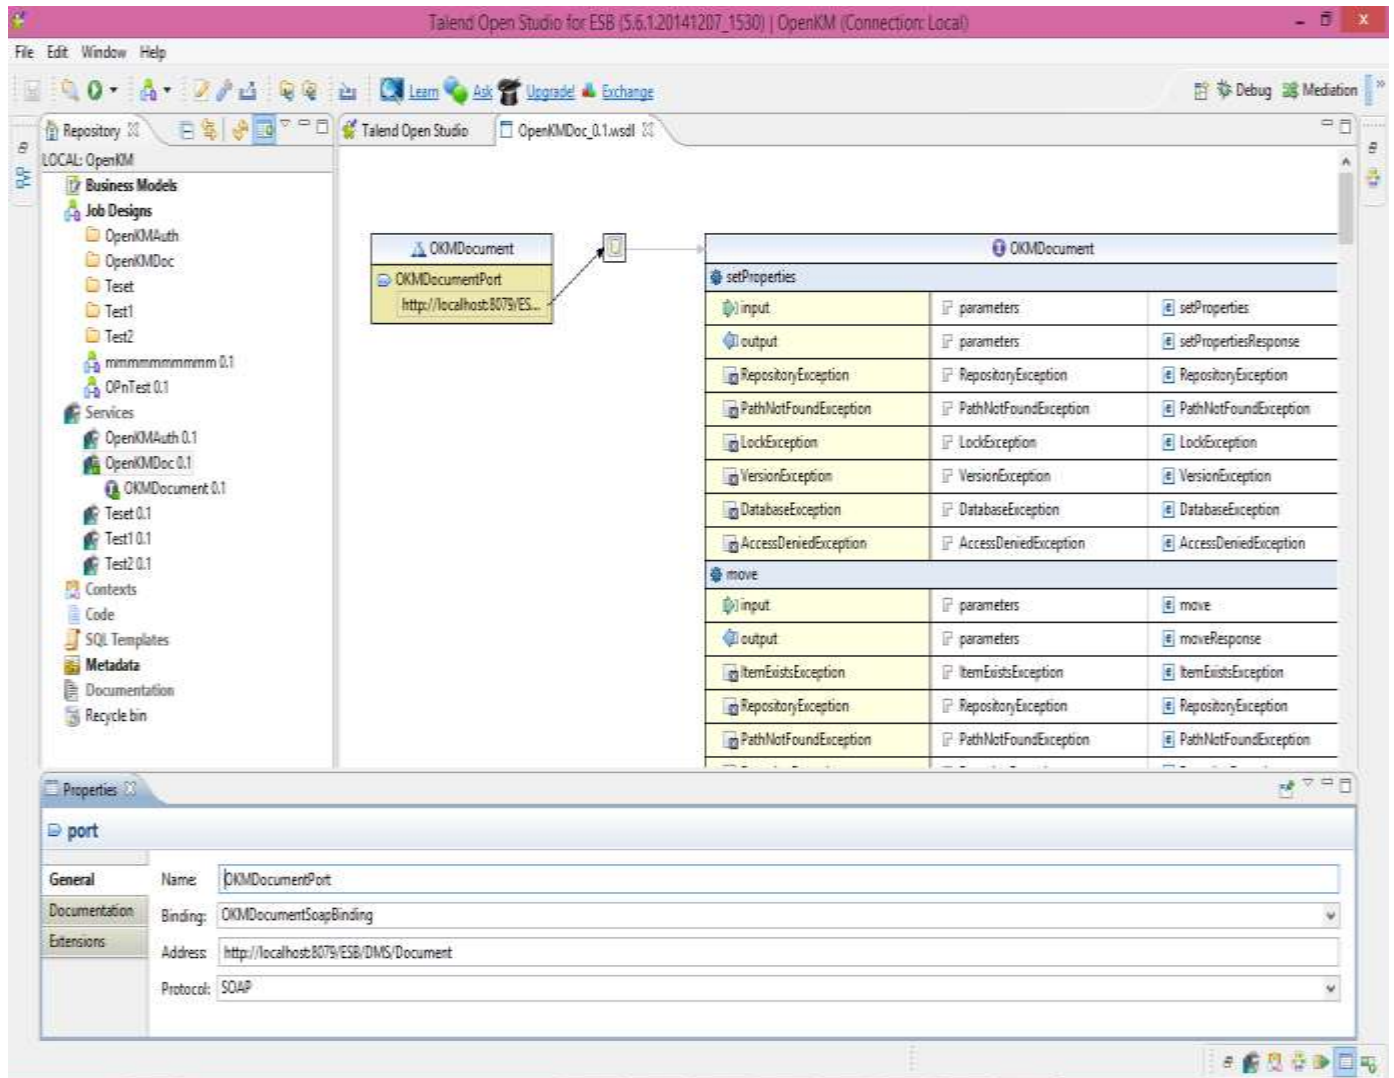 Talend Open Studio for ESB (5.6.1.20141207_1530) | OpenKM (Connection: Local)
File Edit Window Help
Learn Ask Upgrade! Exchange Debug Mediation
Repository Talend Open Studio OpenKMDoc_0.1.wsdl
LOCAL: OpenKM
Business Models
Job Designs
OpenKMAuth
OpenKMDoc
Teset
Test1
Test2
mmmmmmmmmm 0.1
OPnTest 0.1
Services
OpenKMAuth 0.1
OpenKMDoc 0.1
OKMDocument 0.1
Teset 0.1
Test1 0.1
Test2 0.1
Contexts
Code
SQL Templates
Metadata
Documentation
Recycle bin
OKMDocument
OKMDocumentPort
http://localhost:8079/ES...
OKMDocument
setProperties
input parameters setProperties
output parameters setPropertiesResponse
RepositoryException RepositoryException RepositoryException
PathNotFoundException PathNotFoundException PathNotFoundException
LockException LockException LockException
VersionException VersionException VersionException
DatabaseException DatabaseException DatabaseException
AccessDeniedException AccessDeniedException AccessDeniedException
move
input parameters move
output parameters moveResponse
ItemExistsException ItemExistsException ItemExistsException
RepositoryException RepositoryException RepositoryException
PathNotFoundException PathNotFoundException PathNotFoundException
Properties
port
General
Documentation
Extensions
Name: OKMDocumentPort
Binding: OKMDocumentSoapBinding
Address: http://localhost:8079/ESB/DMS/Document
Protocol: SOAP